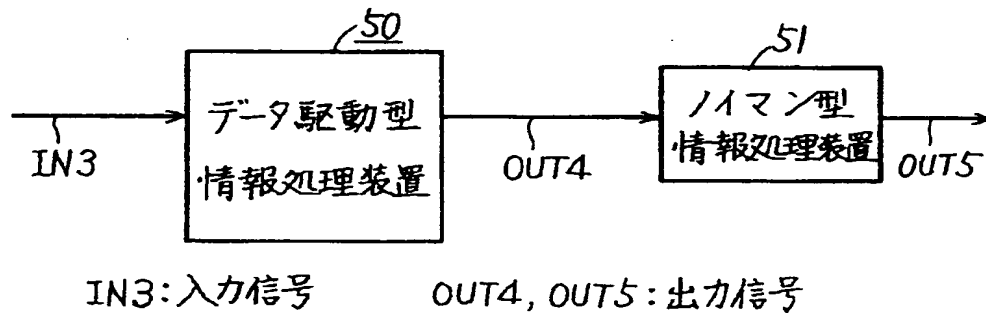 50
データ駆動型
情報処理装置
51
ノイマン型
情報処理装置
IN3
OUT4
OUT5
IN3:入力信号
OUT4, OUT5:出力信号